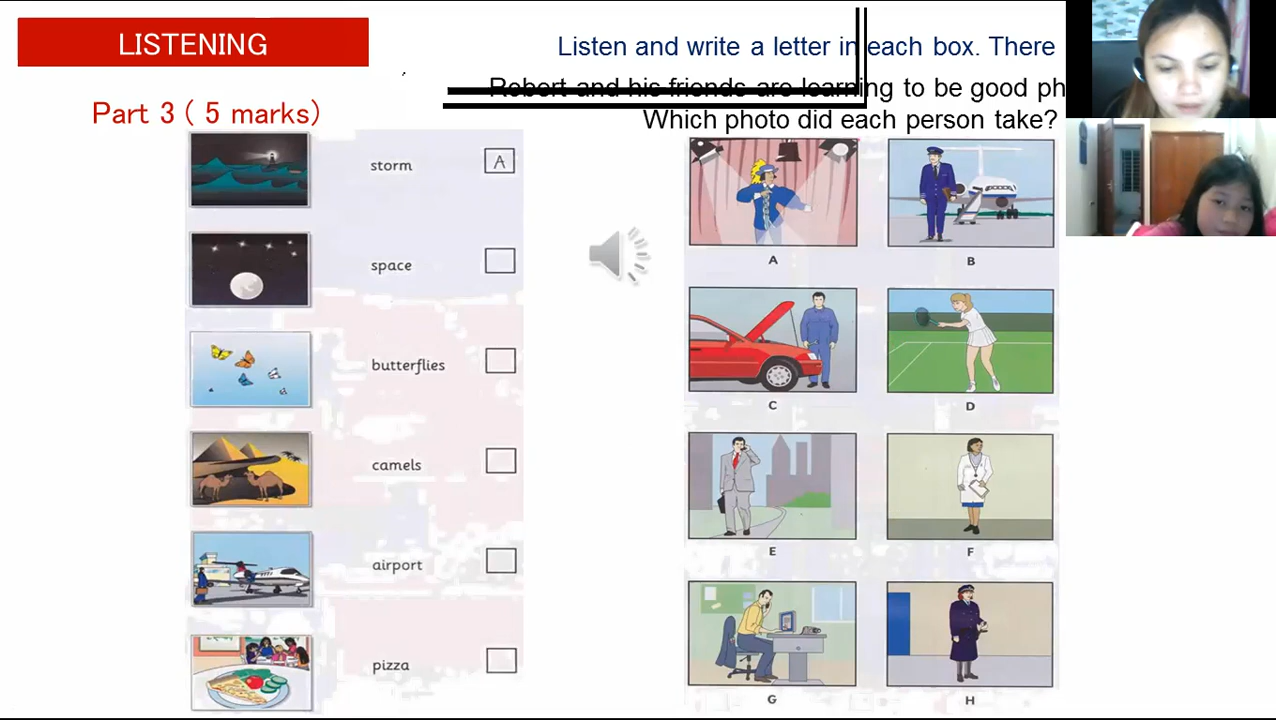 LISTENING
Listen and write a letter in each box. There
Robert and his friends are learning to be good ph
Part 3 ( 5 marks)
Which photo did each person take?
storm
A
space
butterflies
camels
airport
pizza
A
B
C
D
E
F
G
H